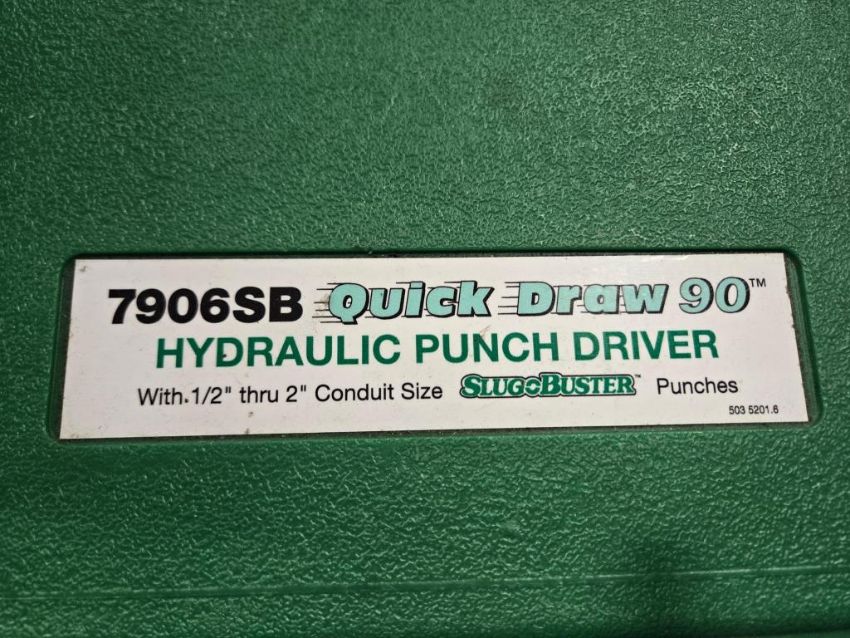 7906SB Quick Draw 90™
HYDRAULIC PUNCH DRIVER
With 1/2" thru 2" Conduit Size SLUG-BUSTER™ Punches
503 5201.6